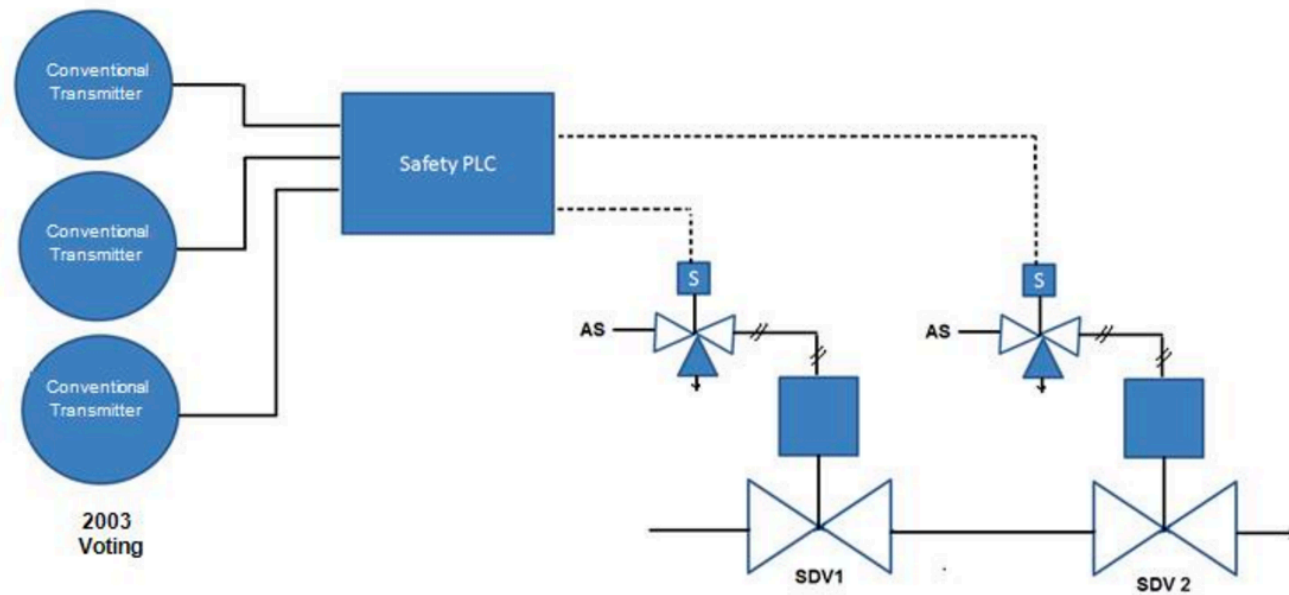 Conventional
Transmitter
Conventional
Transmitter
Conventional
Transmitter
2003
Voting
Safety PLC
S
AS
SDV1
S
AS
SDV 2